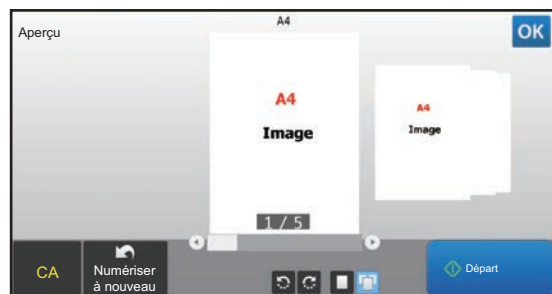 A4
Aperçu
OK
A4
Image
A4
Image
1 / 5
CA
Numériser
à nouveau
Départ